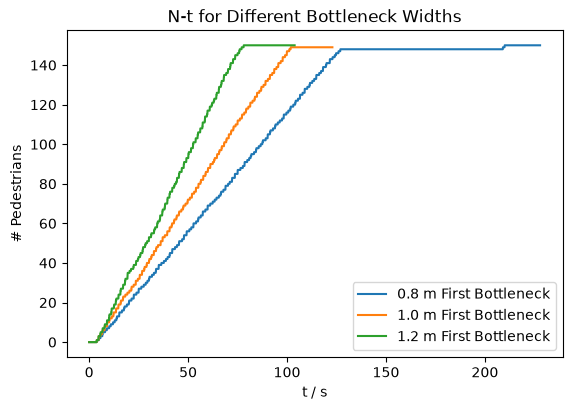 N-t for Different Bottleneck Widths
# Pedestrians
140
120
100
80
60
40
20
0
0 50 100 150 200
t / s
0.8 m First Bottleneck
1.0 m First Bottleneck
1.2 m First Bottleneck